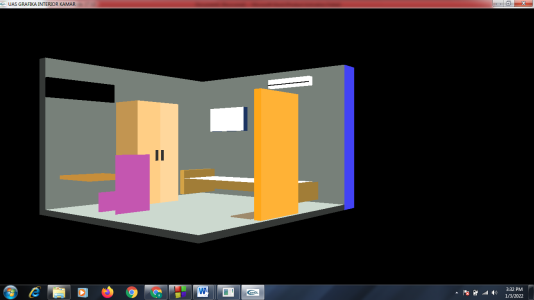 UAS GRAFIKA INTERIOR KAMAR
3:32 PM
1/3/2022